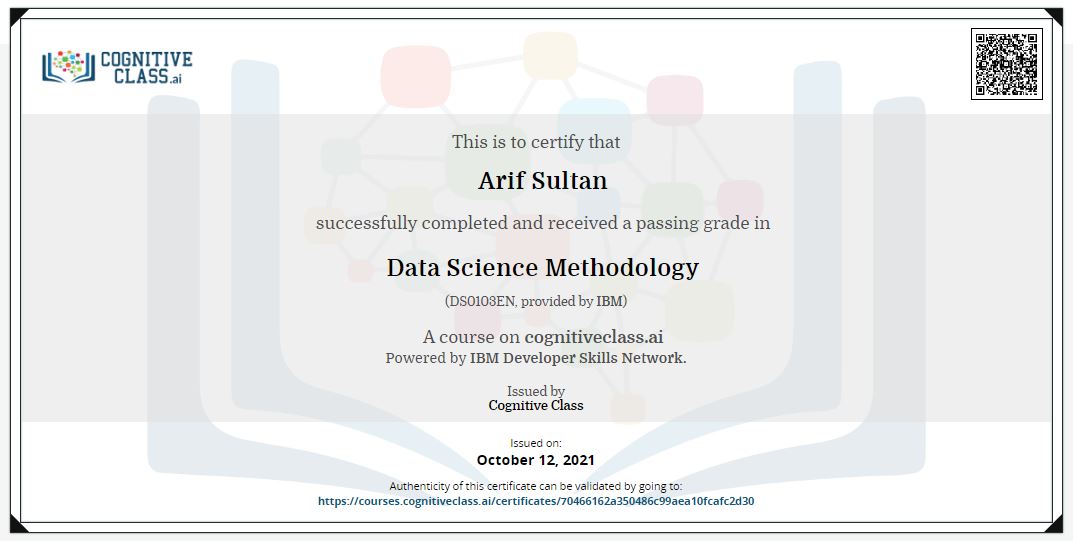 COGNITIVE
CLASS.ai
This is to certify that
Arif Sultan
successfully completed and received a passing grade in
Data Science Methodology
(DS0103EN, provided by IBM)
A course on cognitiveclass.ai
Powered by IBM Developer Skills Network.
Issued by
Cognitive Class
Issued on:
October 12, 2021
Authenticity of this certificate can be validated by going to:
https://courses.cognitiveclass.ai/certificates/70466162a350486c99aea10fcafc2d30